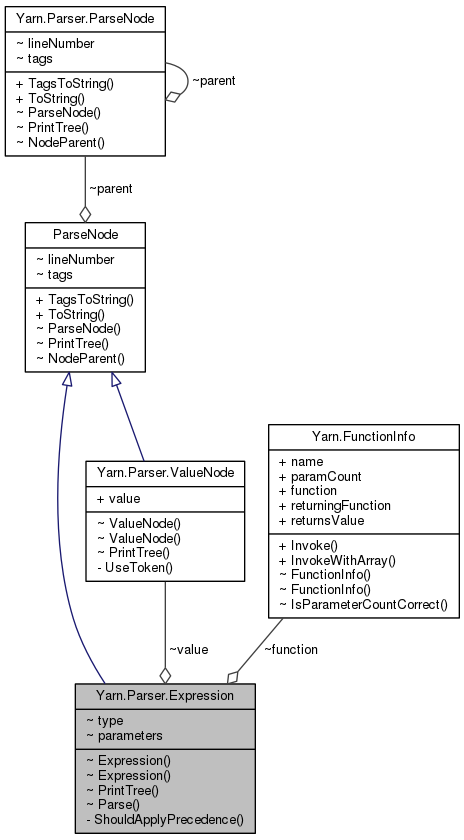 Yarn.Parser.ParseNode
~ lineNumber
~ tags
+ TagsToString()
+ ToString()
~ ParseNode()
~ PrintTree()
~ NodeParent()
~parent
~parent
ParseNode
~ lineNumber
~ tags
+ TagsToString()
+ ToString()
~ ParseNode()
~ PrintTree()
~ NodeParent()
Yarn.Parser.ValueNode
+ value
~ ValueNode()
~ ValueNode()
~ PrintTree()
- UseToken()
Yarn.FunctionInfo
+ name
+ paramCount
+ function
+ returningFunction
+ returnsValue
+ Invoke()
+ InvokeWithArray()
~ FunctionInfo()
~ FunctionInfo()
~ IsParameterCountCorrect()
~value
~function
Yarn.Parser.Expression
~ type
~ parameters
~ Expression()
~ Expression()
~ PrintTree()
~ Parse()
- ShouldApplyPrecedence()